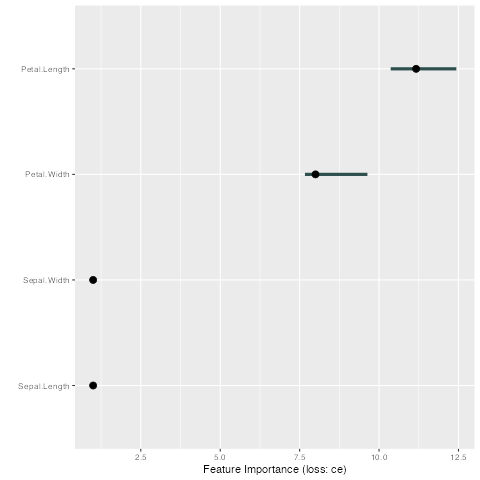 Petal.Length
Petal.Width
Sepal.Width
Sepal.Length
2.5 5.0 7.5 10.0 12.5
Feature Importance (loss: ce)